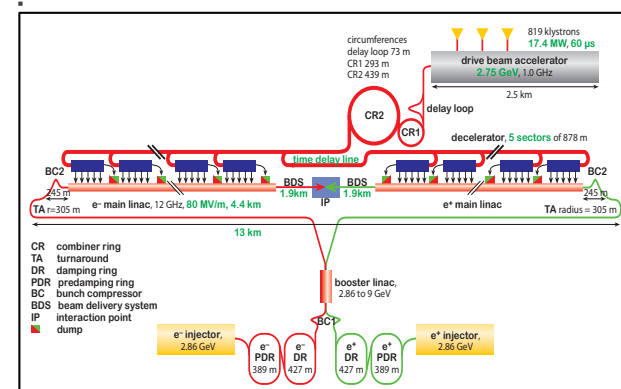 819 klystrons
17.4 MW, 60 µs
circumferences
delay loop 73 m
CR1 293 m
CR2 439 m
drive beam accelerator
2.75 GeV, 1.0 GHz
2.5 km
delay loop
CR2
CR1
decelerator, 5 sectors of 878 m
time delay line
BC2
BC2
245 m
245 m
BDS
1.9km
BDS
1.9km
IP
TA r=305 m
e− main linac, 12 GHz, 80 MV/m, 4.4 km
e+ main linac
TA radius = 305 m
13 km
CR combiner ring
TA turnaround
DR damping ring
PDR predamping ring
BC bunch compressor
BDS beam delivery system
IP interaction point
dump
booster linac,
2.86 to 9 GeV
BC1
e− injector,
2.86 GeV
e−
PDR
389 m
e−
DR
427 m
e+
DR
427 m
e+
PDR
389 m
e+ injector,
2.86 GeV